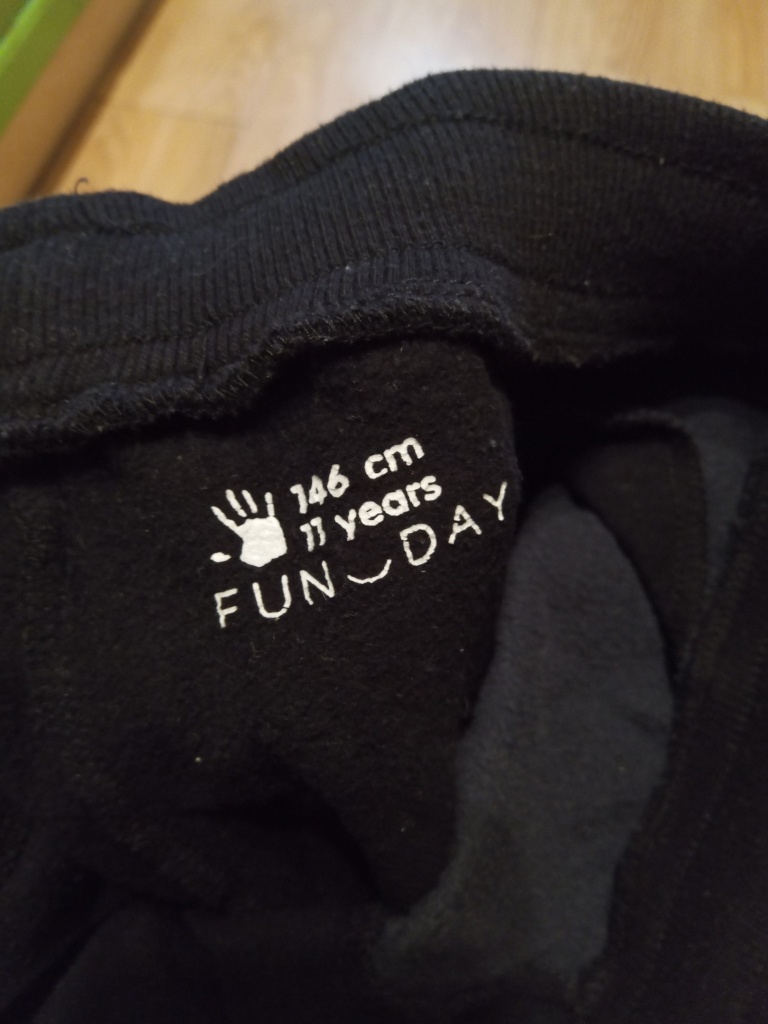 146 cm
11 years
FUN DAY